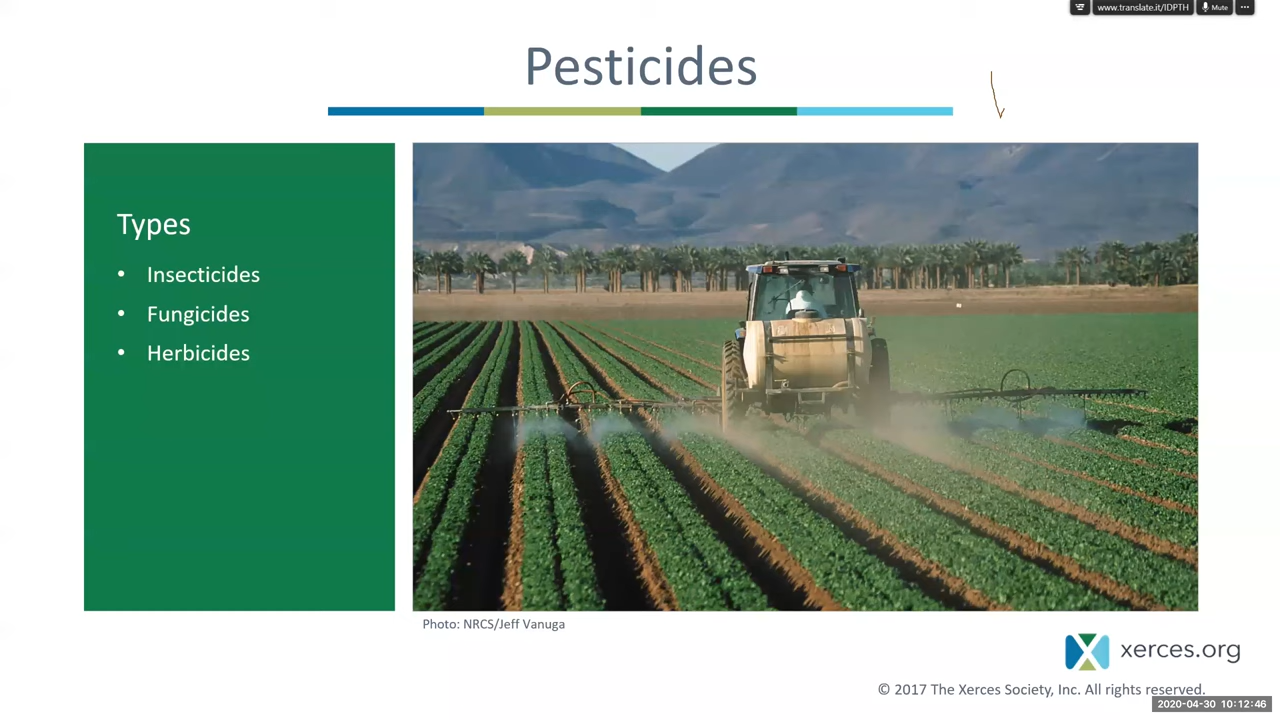 www.translate.it/IDPTH
Mute
Pesticides
Types
• Insecticides
• Fungicides
• Herbicides
Photo: NRCS/Jeff Vanuga
xerces.org
© 2017 The Xerces Society, Inc. All rights reserved.
2020-04-30 10:12:46